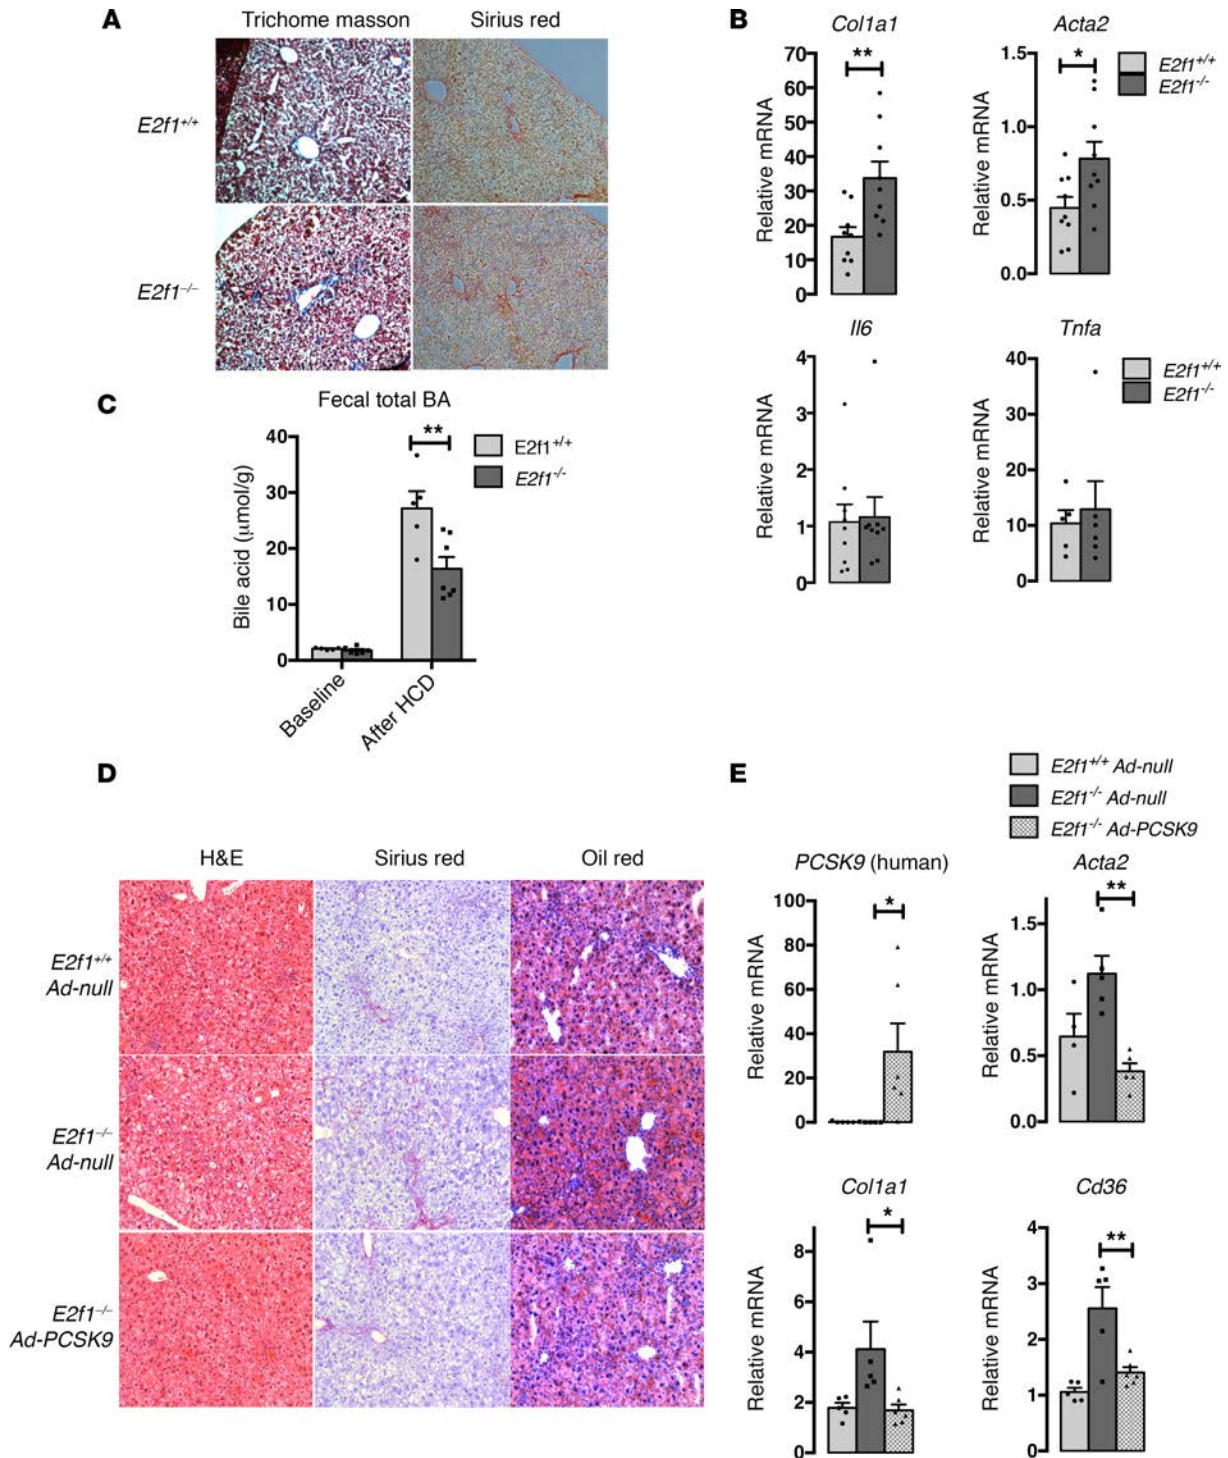 A
Trichome masson
Sirius red
E2f1+/+
E2f1–/–
B
Col1a1
**
Relative mRNA
70
60
50
40
30
20
10
0
Acta2
*
Relative mRNA
1.5
1.0
0.5
0.0
E2f1+/+
E2f1-/-
Il6
Relative mRNA
4
3
2
1
0
Tnfa
Relative mRNA
40
30
20
10
0
E2f1+/+
E2f1-/-
C
Fecal total BA
**
Bile acid (μmol/g)
40
30
20
10
0
Baseline
After HCD
E2f1+/+
E2f1-/-
D
H&E
Sirius red
Oil red
E2f1+/+
Ad-null
E2f1–/–
Ad-null
E2f1–/–
Ad-PCSK9
E
E2f1+/+ Ad-null
E2f1-/- Ad-null
E2f1-/- Ad-PCSK9
PCSK9 (human)
*
Relative mRNA
100
80
60
40
20
0
Acta2
**
Relative mRNA
1.5
1.0
0.5
0.0
Col1a1
*
Relative mRNA
8
6
4
2
0
Cd36
**
Relative mRNA
4
3
2
1
0